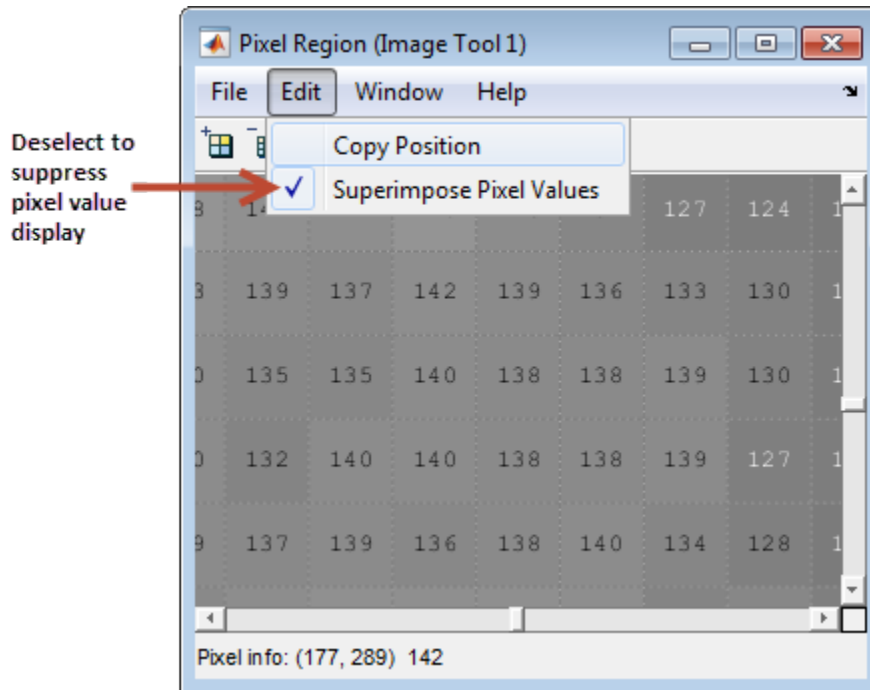 Pixel Region (Image Tool 1)
File Edit Window Help
Copy Position
Superimpose Pixel Values
Deselect to
suppress
pixel value
display
127 124
139 137 142 139 136 133 130
135 135 140 138 138 139 130
132 140 140 138 138 139 127
137 139 136 138 140 134 128
Pixel info: (177, 289) 142